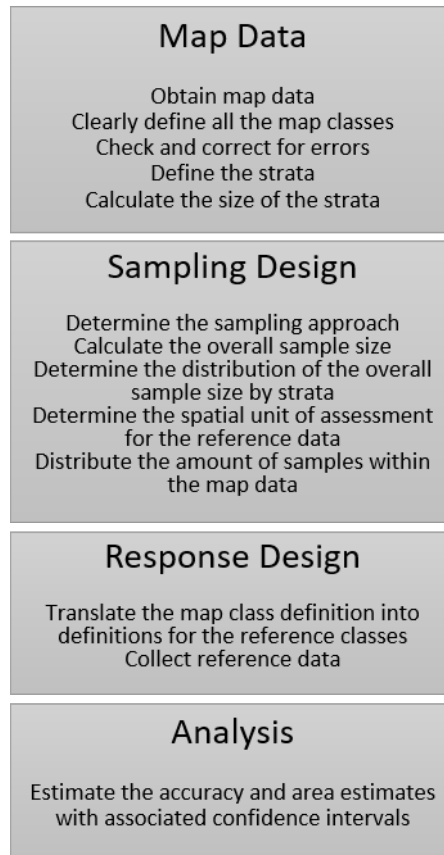 Map Data
Obtain map data
Clearly define all the map classes
Check and correct for errors
Define the strata
Calculate the size of the strata
Sampling Design
Determine the sampling approach
Calculate the overall sample size
Determine the distribution of the overall
sample size by strata
Determine the spatial unit of assessment
for the reference data
Distribute the amount of samples within
the map data
Response Design
Translate the map class definition into
definitions for the reference classes
Collect reference data
Analysis
Estimate the accuracy and area estimates
with associated confidence intervals